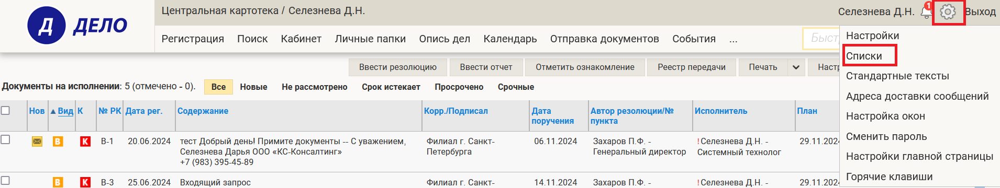 Д ДЕЛО
Центральная картотека / Селезнева Д.Н.
Селезнева Д.Н. 1 Выход
Регистрация Поиск Кабинет Личные папки Опись дел Календарь Отправка документов События ...
Быст
Настройки
Списки
Стандартные тексты
Адреса доставки сообщений
Настройка окон
Сменить пароль
Настройки главной страницы
Горячие клавиши
Ввести резолюцию Ввести отчет Отметить ознакомление Реестр передачи Печать Настр
Документы на исполнении: 5 (отмечено - 0). Все Новые Не рассмотрено Срок истекает Просрочено Срочные
Нов Вид К № РК Дата рег. Содержание Корр./Подписал Дата поручения Автор резолюции/№ пункта Исполнитель План
В К В-1 20.06.2024 тест Добрый день! Примите документы -- С уважением, Филиал г. Санкт- 06.11.2024 Захаров П.Ф. - !Селезнева Д.Н. - 29.11.2024
Селезнева Дарья ООО «КС-Консалтинг» Петербурга Генеральный директор Системный технолог
+7 (983) 395-45-89
В К В-3 25.06.2024 Входящий запрос Филиал г. Санкт- 14.11.2024 Захаров П.Ф. - !Селезнева Д.Н. - 29.11.2024